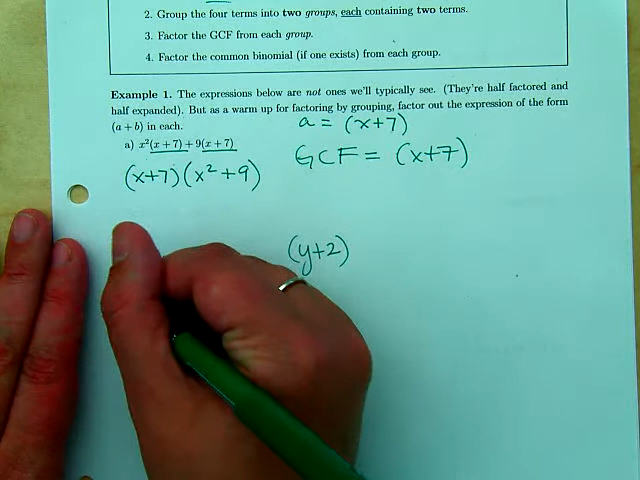 2. Group the four terms into two groups, each containing two terms.
3. Factor the GCF from each group.
4. Factor the common binomial (if one exists) from each group.
Example 1. The expressions below are not ones we'll typically see. (They're half factored and
half expanded). But as a warm up for factoring by grouping, factor out the expression of the form
(a + b) in each.
a = (x+7)
a) x²(x + 7) + 9(x + 7)
GCF = (x+7)
(x+7)(x²+9)
(y+2)